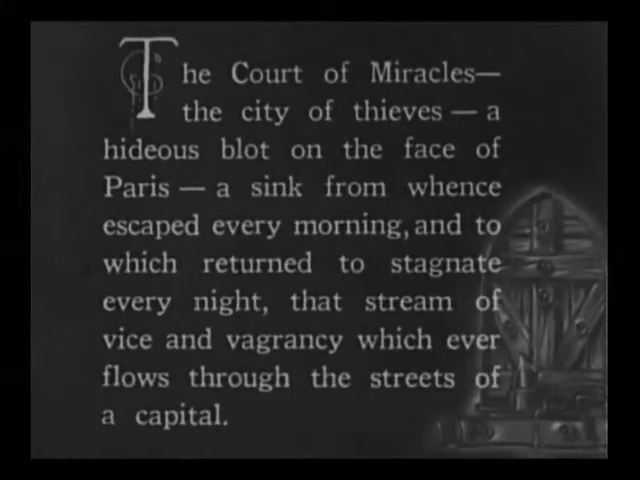 The Court of Miracles—
the city of thieves — a
hideous blot on the face of
Paris — a sink from whence
escaped every morning, and to
which returned to stagnate
every night, that stream of
vice and vagrancy which ever
flows through the streets of
a capital.